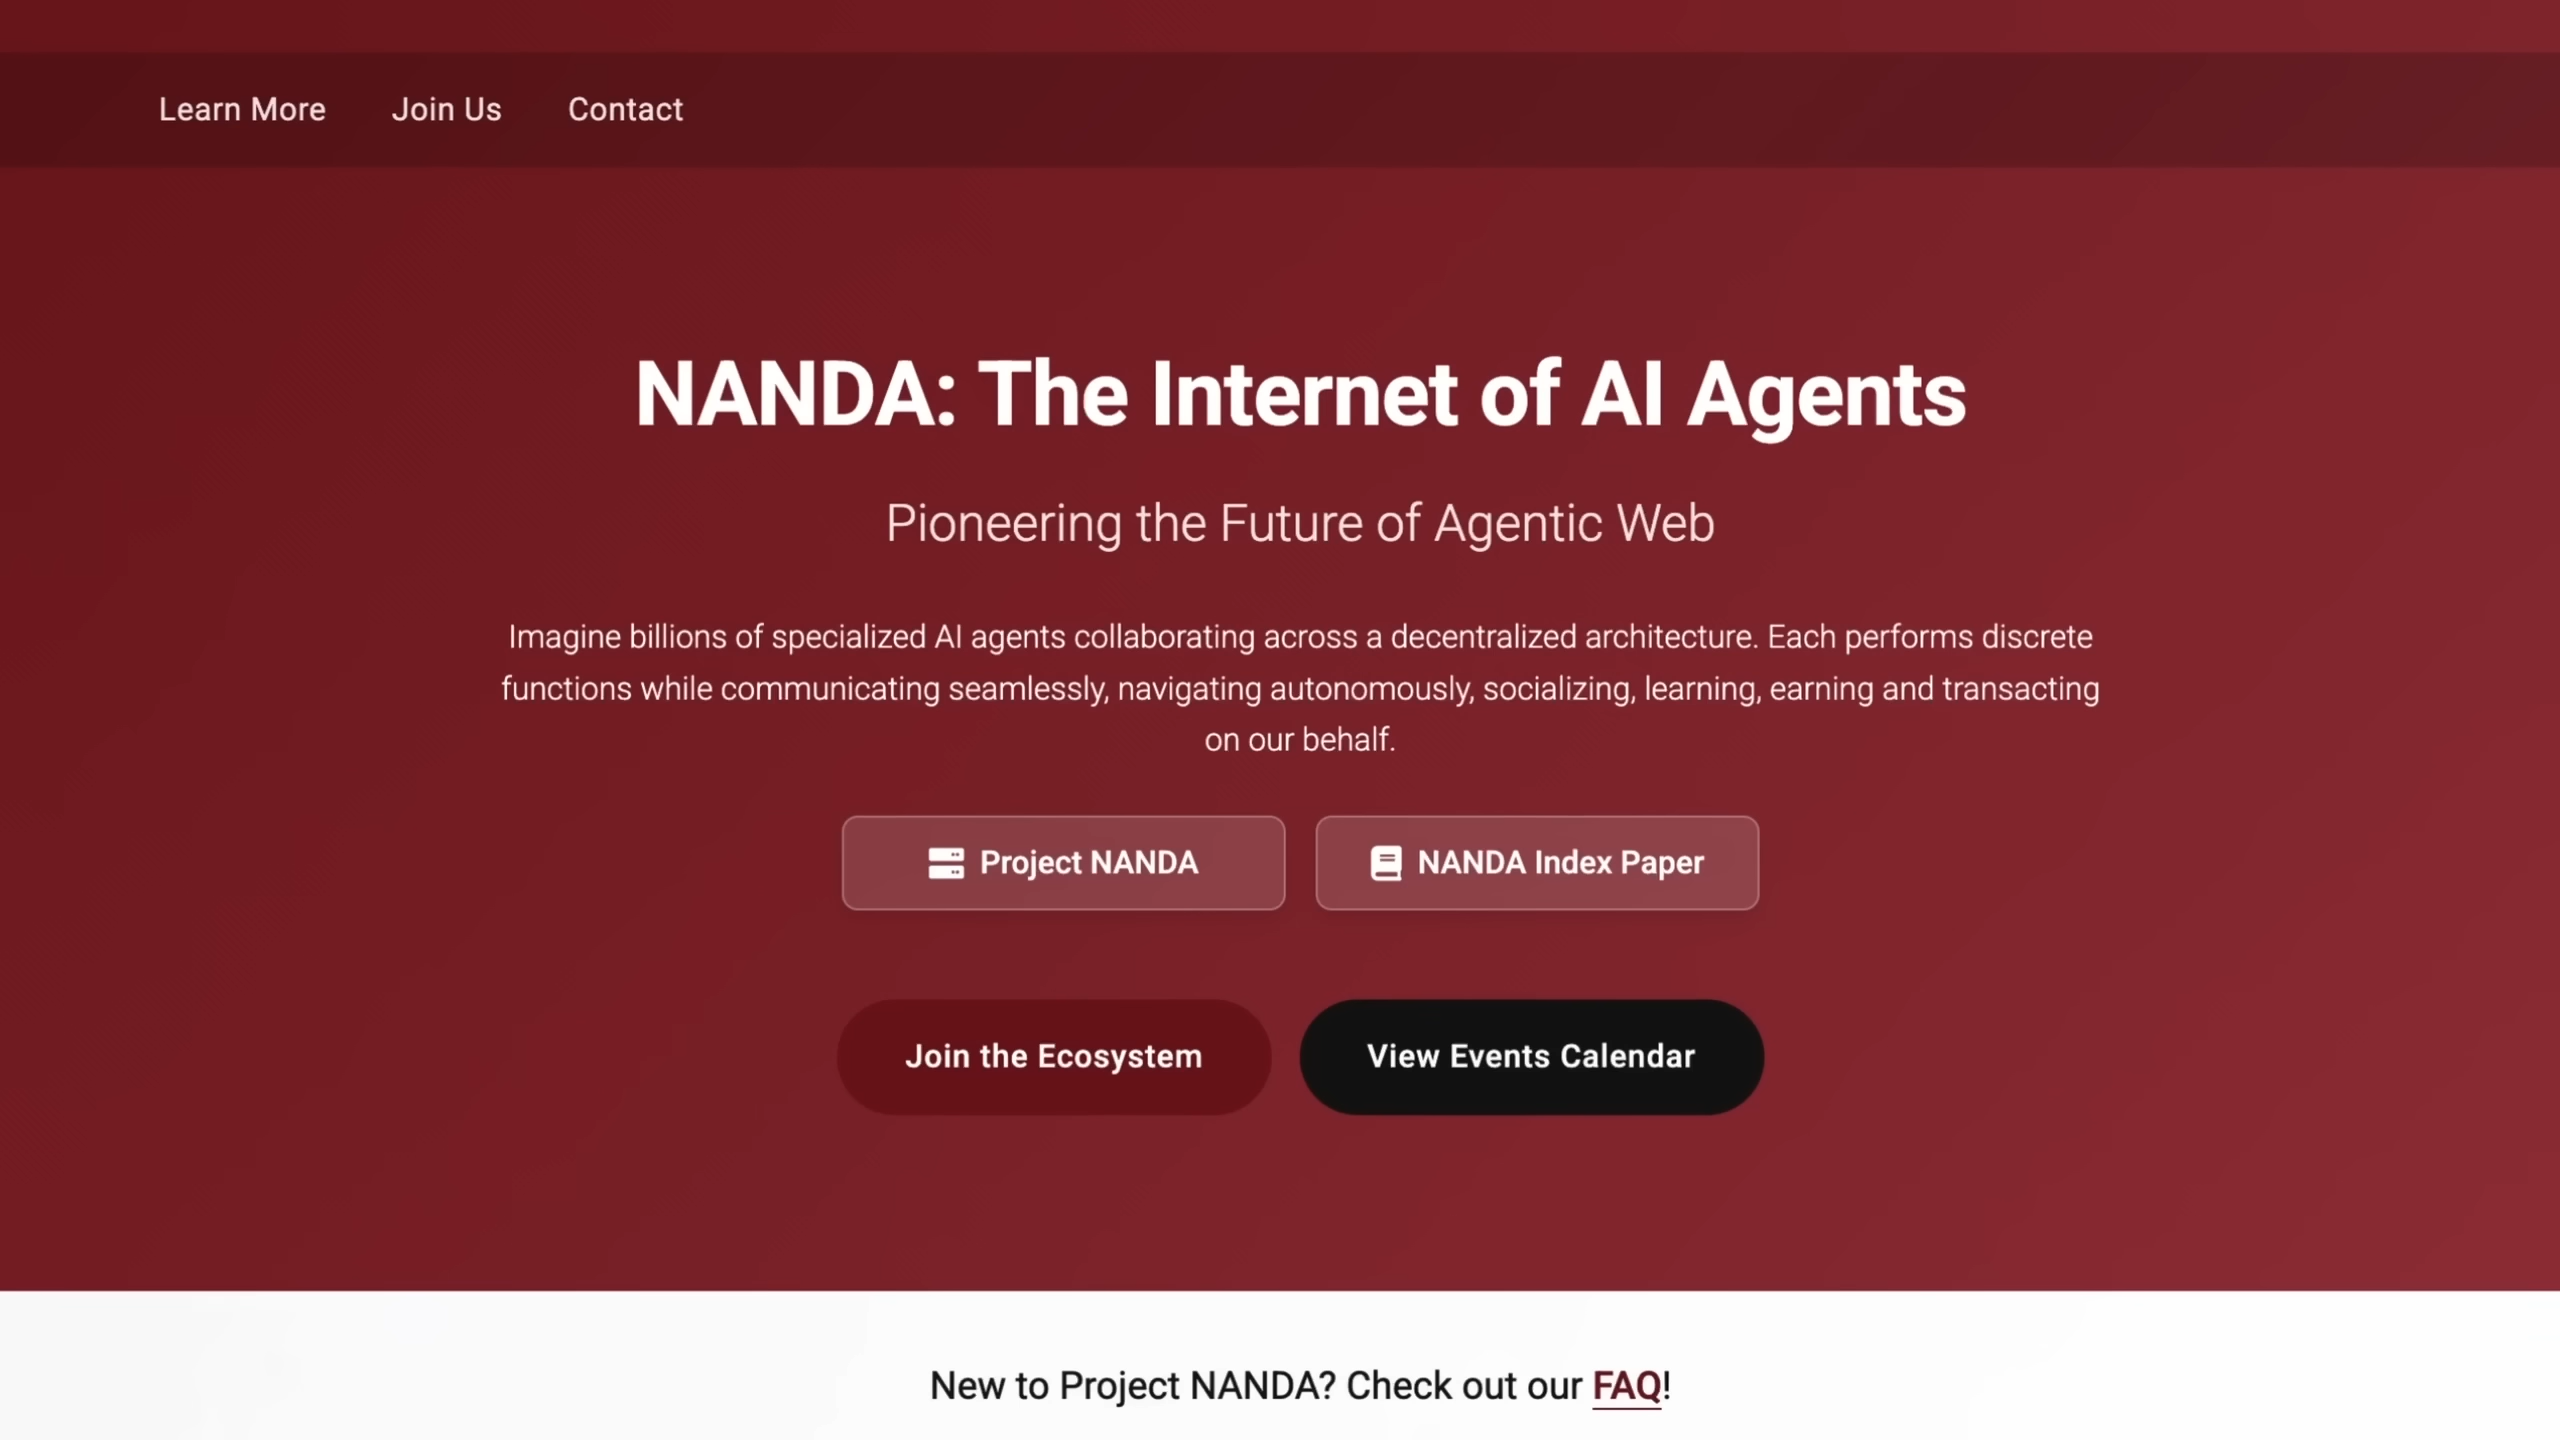 Learn More Join Us Contact
NANDA: The Internet of AI Agents
Pioneering the Future of Agentic Web
Imagine billions of specialized AI agents collaborating across a decentralized architecture. Each performs discrete
functions while communicating seamlessly, navigating autonomously, socializing, learning, earning and transacting
on our behalf.
Project NANDA NANDA Index Paper
Join the Ecosystem View Events Calendar
New to Project NANDA? Check out our FAQ!